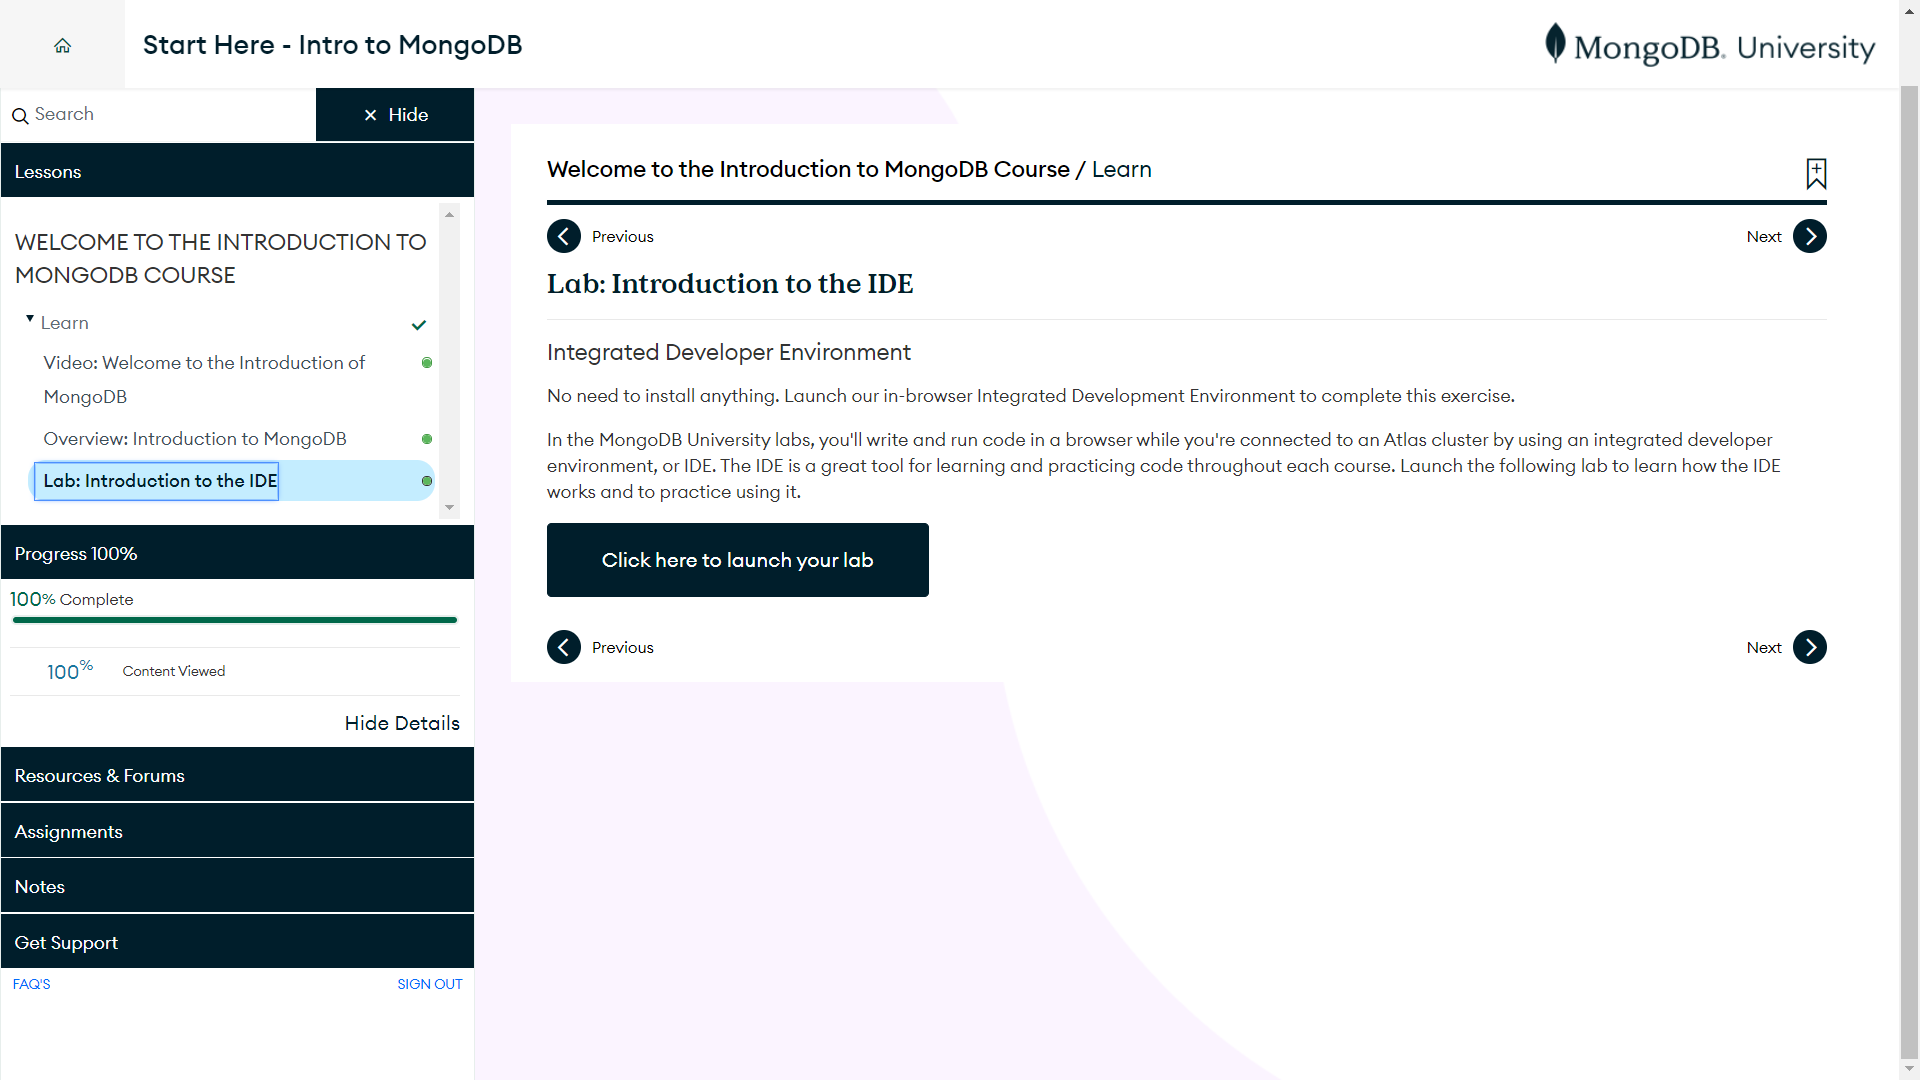 Start Here - Intro to MongoDB
MongoDB. University
Search
× Hide
Lessons
WELCOME TO THE INTRODUCTION TO
MONGODB COURSE
Learn
Video: Welcome to the Introduction of
MongoDB
Overview: Introduction to MongoDB
Lab: Introduction to the IDE
Progress 100%
100% Complete
100% Content Viewed
Hide Details
Resources & Forums
Assignments
Notes
Get Support
FAQ'S
SIGN OUT
Welcome to the Introduction to MongoDB Course / Learn
Previous
Next
Lab: Introduction to the IDE
Integrated Developer Environment
No need to install anything. Launch our in-browser Integrated Development Environment to complete this exercise.
In the MongoDB University labs, you'll write and run code in a browser while you're connected to an Atlas cluster by using an integrated developer
environment, or IDE. The IDE is a great tool for learning and practicing code throughout each course. Launch the following lab to learn how the IDE
works and to practice using it.
Click here to launch your lab
Previous
Next